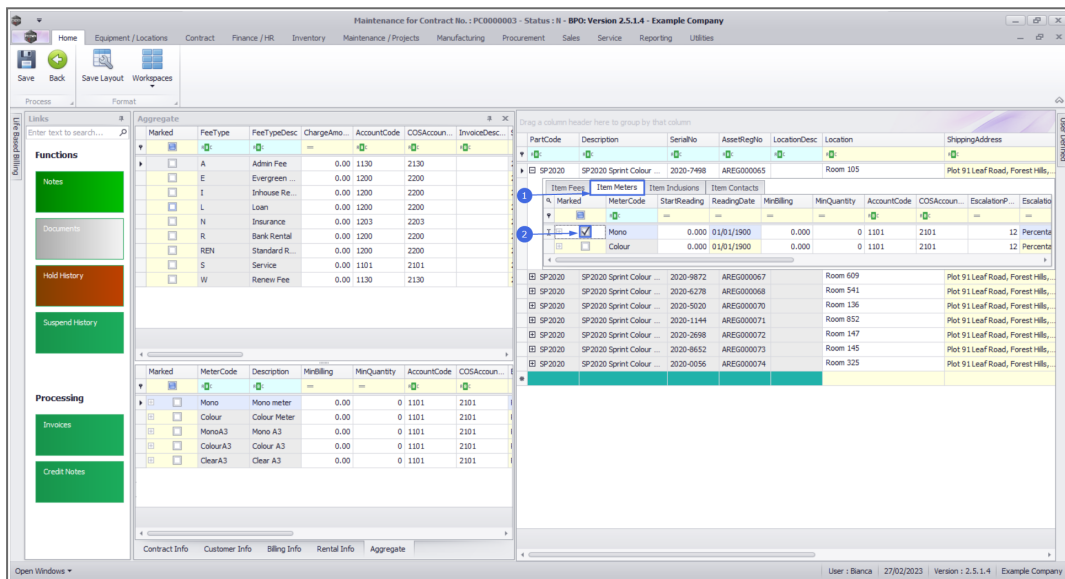 Maintenance for Contract No. : PC0000003 - Status : N - BPO: Version 2.5.1.4 - Example Company
Home Equipment / Locations Contract Finance / HR Inventory Maintenance / Projects Manufacturing Procurement Sales Service Reporting Utilities
Save Back Save Layout Workspaces
Process Format
Life Based Billing
Links
Enter text to search...
Functions
Notes
Documents
Hold History
Suspend History
Processing
Invoices
Credit Notes
Aggregate
Marked FeeType FeeTypeDesc ChargeAmo... AccountCode COSAccoun... InvoiceDesc...
A Admin Fee 0.00 1130 2130
E Evergreen ... 0.00 1200 2200
I Inhouse Re... 0.00 1200 2200
L Loan 0.00 1200 2200
N Insurance 0.00 1203 2203
R Bank Rental 0.00 1200 2200
REN Standard R... 0.00 1200 2200
S Service 0.00 1101 2101
W Renew Fee 0.00 1130 2130
Marked MeterCode Description MinBilling MinQuantity AccountCode COSAccoun...
Mono Mono meter 0.00 0 1101 2101
Colour Colour Meter 0.00 0 1101 2101
MonoA3 Mono A3 0.00 0 1101 2101
ColourA3 Colour A3 0.00 0 1101 2101
ClearA3 Clear A3 0.00 0 1101 2101
Contract Info Customer Info Billing Info Rental Info Aggregate
Drag a column header here to group by that column
PartCode Description SerialNo AssetRegNo LocationDesc Location ShippingAddress
SP2020 SP2020 Sprint Colour ... 2020-7498 AREG000065 Room 105 Plot 91 Leaf Road, Forest Hills,...
1
Item Fees Item Meters Item Inclusions Item Contacts
Marked MeterCode StartReading ReadingDate MinBilling MinQuantity AccountCode COSAccoun... EscalationP... Escalatio
2
Mono 0.000 01/01/1900 0.000 0 1101 2101 12 Percenta
Colour 0.000 01/01/1900 0.000 0 1101 2101 12 Percenta
SP2020 SP2020 Sprint Colour ... 2020-9872 AREG000067 Room 609 Plot 91 Leaf Road, Forest Hills,...
SP2020 SP2020 Sprint Colour ... 2020-6278 AREG000068 Room 541 Plot 91 Leaf Road, Forest Hills,...
SP2020 SP2020 Sprint Colour ... 2020-5020 AREG000070 Room 136 Plot 91 Leaf Road, Forest Hills,...
SP2020 SP2020 Sprint Colour ... 2020-1144 AREG000071 Room 852 Plot 91 Leaf Road, Forest Hills,...
SP2020 SP2020 Sprint Colour ... 2020-2698 AREG000072 Room 147 Plot 91 Leaf Road, Forest Hills,...
SP2020 SP2020 Sprint Colour ... 2020-8652 AREG000073 Room 145 Plot 91 Leaf Road, Forest Hills,...
SP2020 SP2020 Sprint Colour ... 2020-0056 AREG000074 Room 325 Plot 91 Leaf Road, Forest Hills,...
User Defined
Open Windows User : Bianca 27/02/2023 Version : 2.5.1.4 Example Company